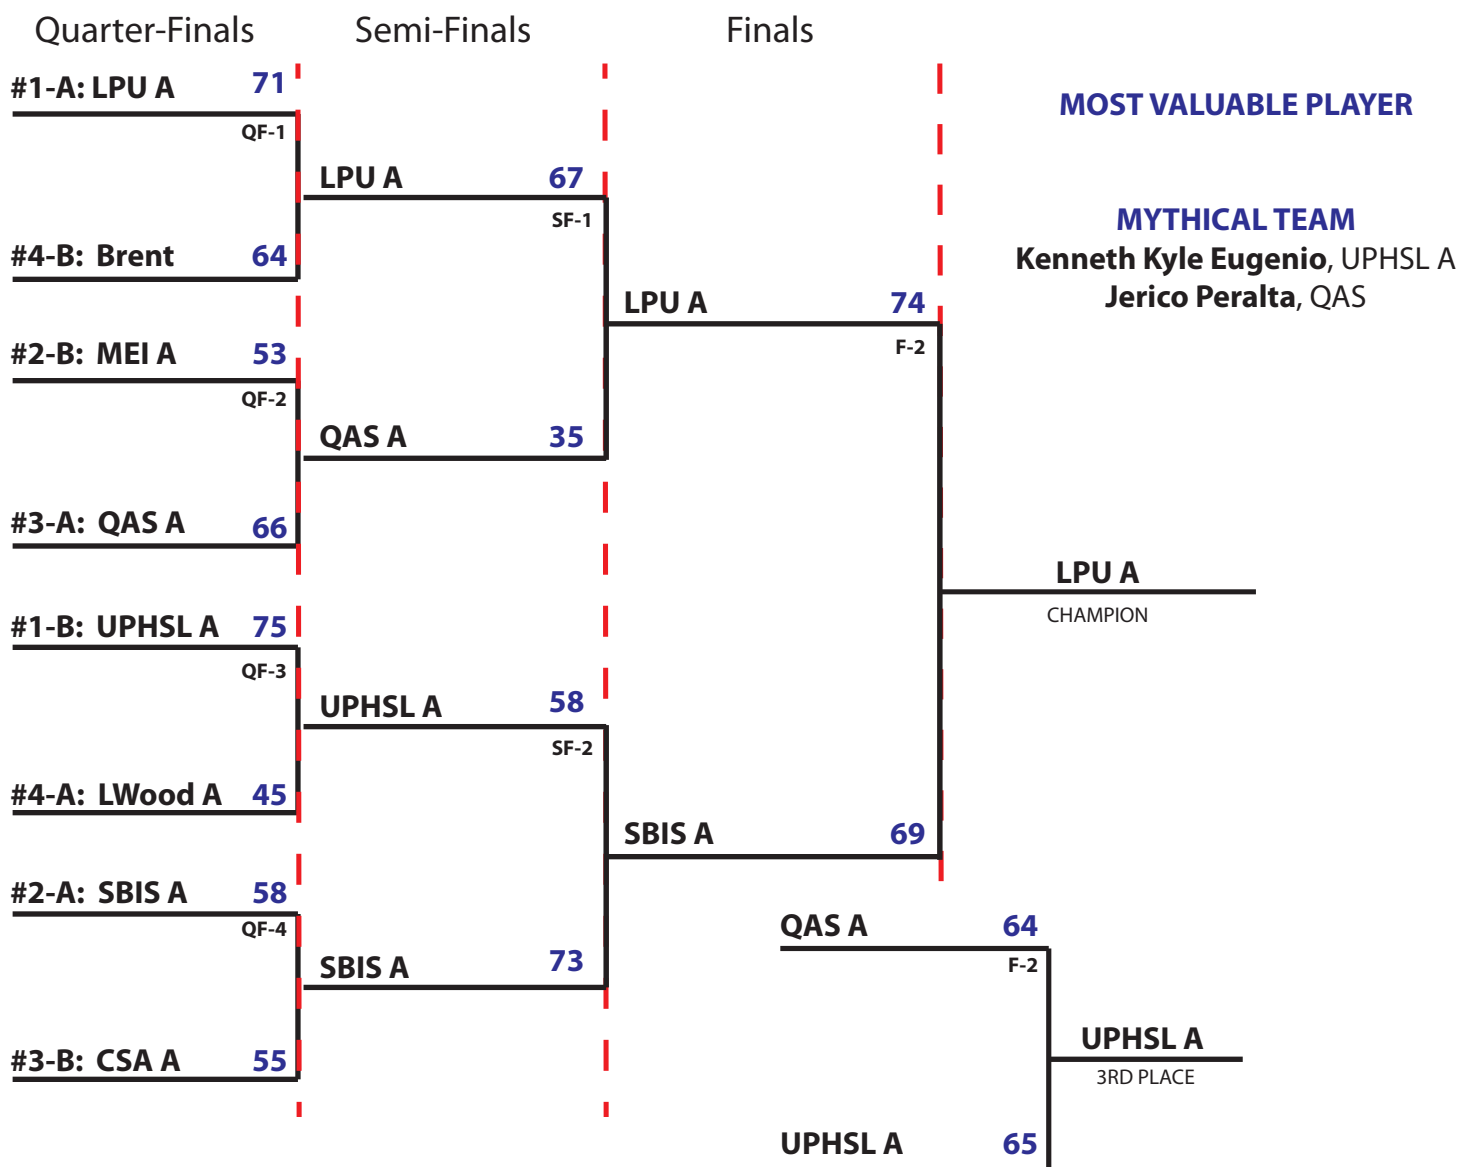 Quarter-Finals Semi-Finals Finals
#1-A: LPU A 71
QF-1
#4-B: Brent 64
#2-B: MEI A 53
QF-2
#3-A: QAS A 66
#1-B: UPHSL A 75
QF-3
#4-A: LWood A 45
#2-A: SBIS A 58
QF-4
#3-B: CSA A 55
LPU A 67
SF-1
QAS A 35
UPHSL A 58
SF-2
SBIS A 73
LPU A 74
F-2
SBIS A 69
LPU A
CHAMPION
QAS A 64
F-2
UPHSL A 65
UPHSL A
3RD PLACE
MOST VALUABLE PLAYER
MYTHICAL TEAM
Kenneth Kyle Eugenio, UPHSL A
Jerico Peralta, QAS